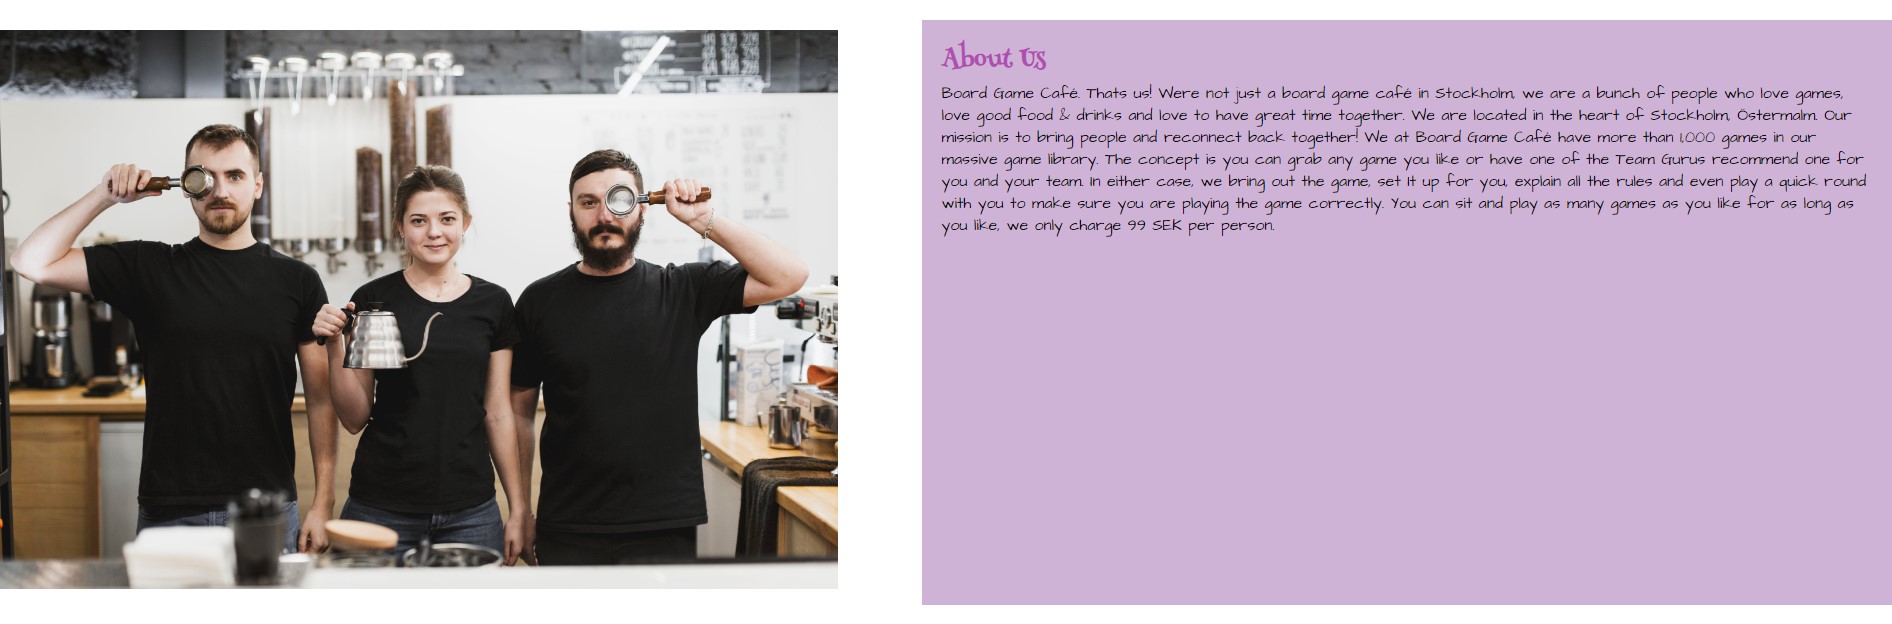 About Us
Board Game Café. Thats us! Were not just a board game café in Stockholm, we are a bunch of people who love games,
love good food & drinks and love to have great time together. We are located in the heart of Stockholm, Östermalm. Our
mission is to bring people and reconnect back together! We at Board Game Café have more than 1,000 games in our
massive game library. The concept is you can grab any game you like or have one of the Team Gurus recommend one for
you and your team. In either case, we bring out the game, set It up for you, explain all the rules and even play a quick round
with you to make sure you are playing the game correctly. You can sit and play as many games as you like for as long as
you like, we only charge 99 SEK per person.